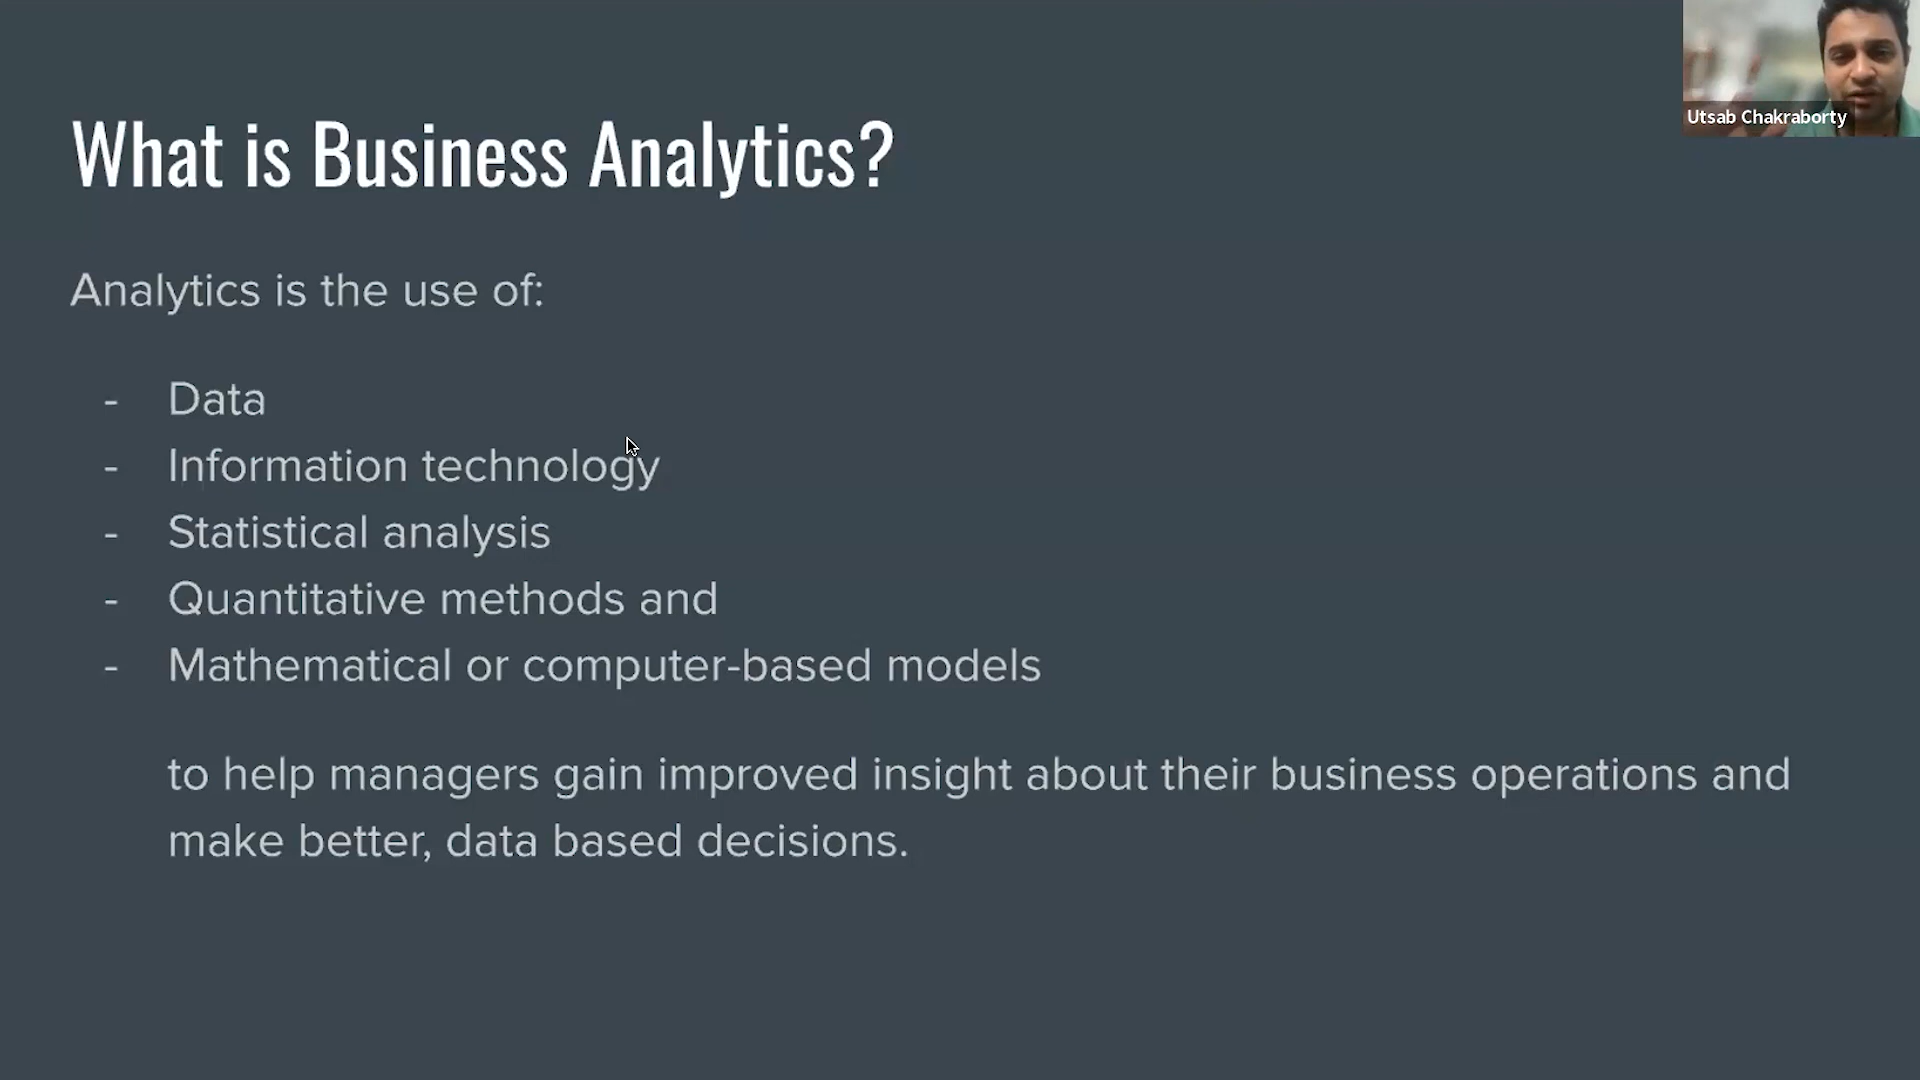 Utsab Chakraborty
What is Business Analytics?
Analytics is the use of:
- Data
- Information technology
- Statistical analysis
- Quantitative methods and
- Mathematical or computer-based models
to help managers gain improved insight about their business operations and
make better, data based decisions.